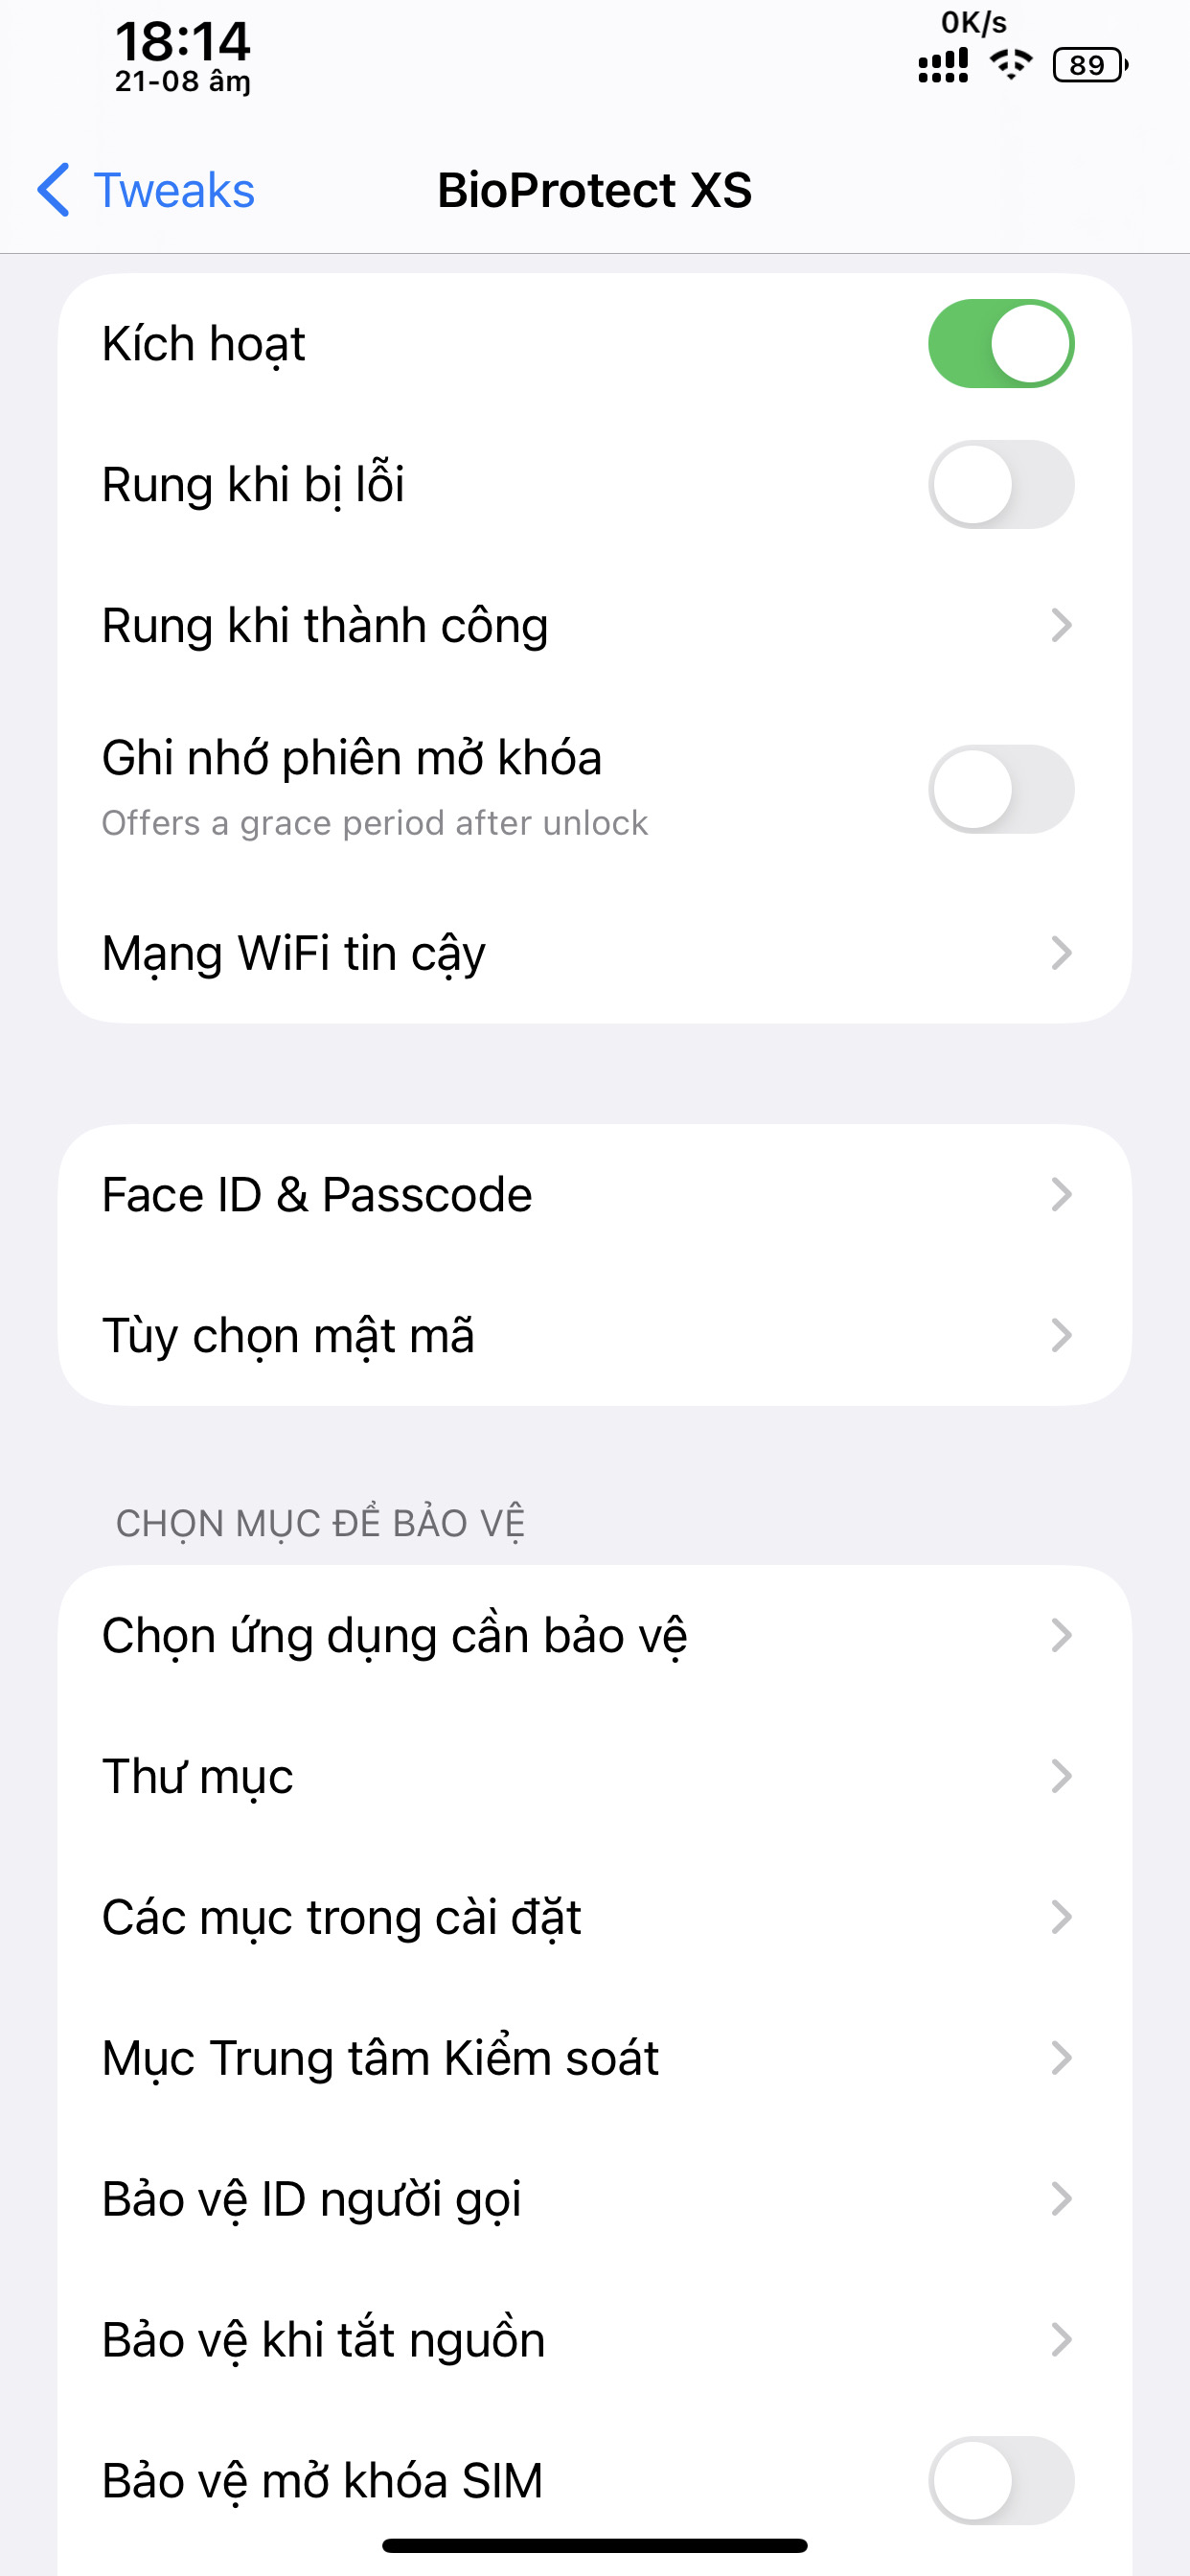 18:14
0K/s
21-08 âm
89
Tweaks
BioProtect XS
Kích hoạt
Rung khi bị lỗi
Rung khi thành công
Ghi nhớ phiên mở khóa
Offers a grace period after unlock
Mạng WiFi tin cậy
Face ID & Passcode
Tùy chọn mật mã
CHỌN MỤC ĐỂ BẢO VỆ
Chọn ứng dụng cần bảo vệ
Thư mục
Các mục trong cài đặt
Mục Trung tâm Kiểm soát
Bảo vệ ID người gọi
Bảo vệ khi tắt nguồn
Bảo vệ mở khóa SIM